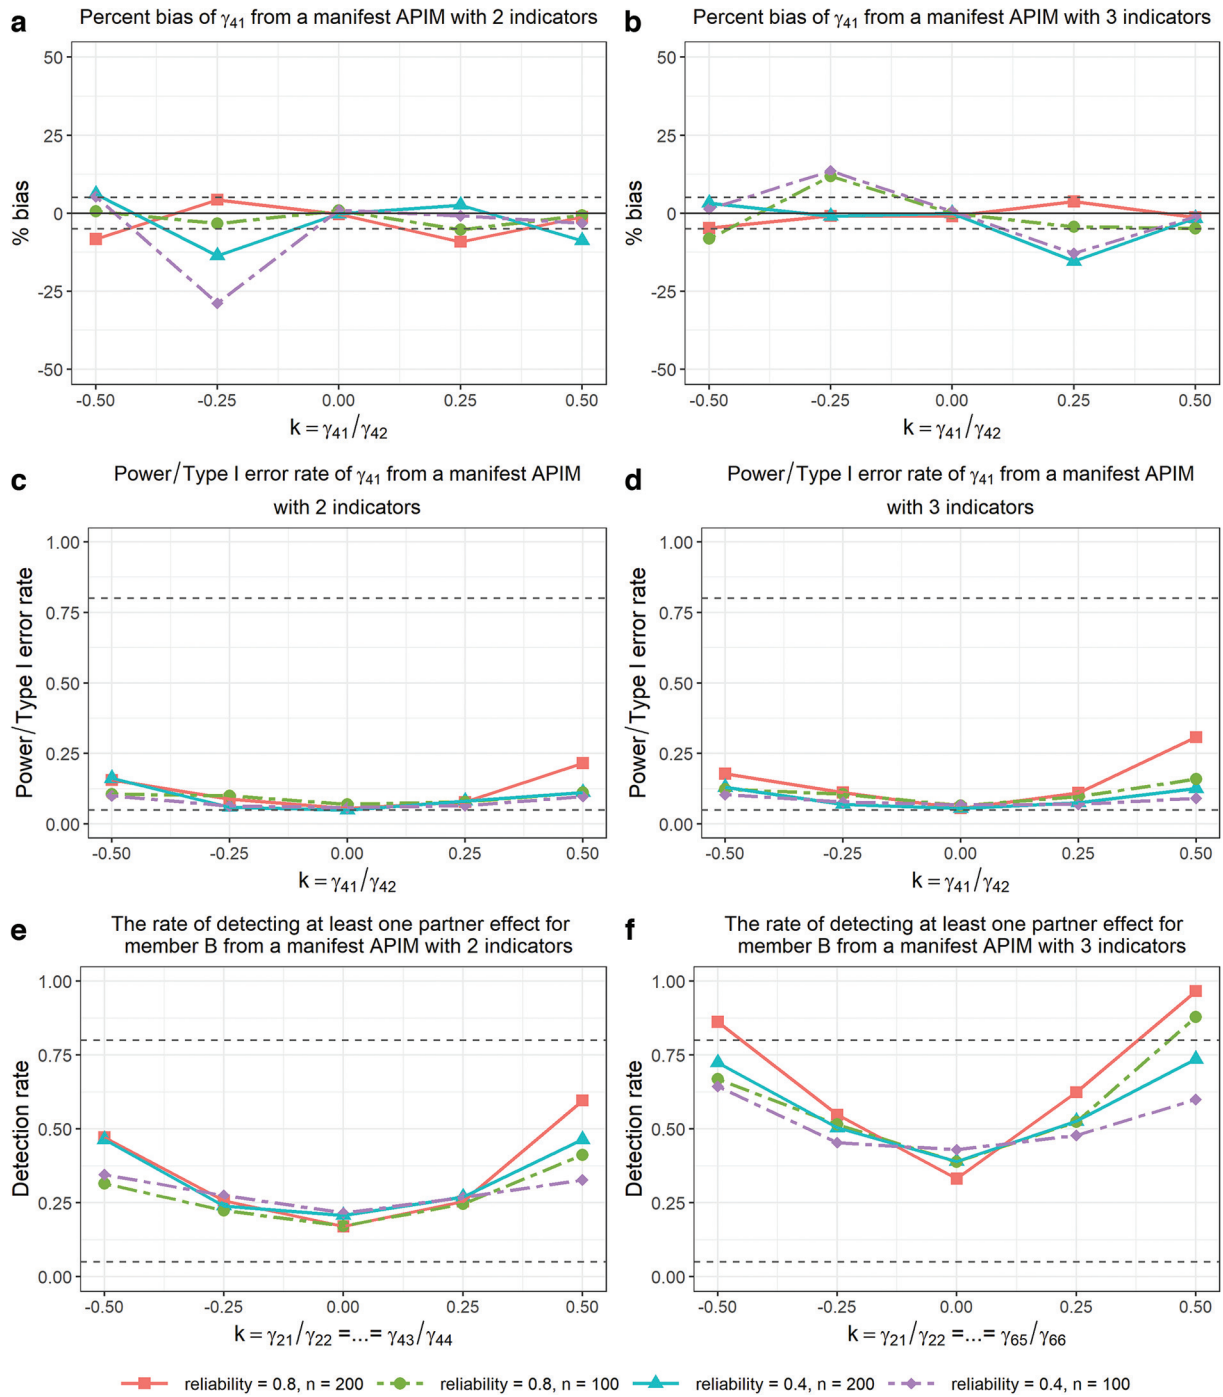 a
Percent bias of γ41 from a manifest APIM with 2 indicators
50
25
0
-25
-50
% bias
-0.50 -0.25 0.00 0.25 0.50
k = γ41/γ42
b
Percent bias of γ41 from a manifest APIM with 3 indicators
50
25
0
-25
-50
% bias
-0.50 -0.25 0.00 0.25 0.50
k = γ41/γ42
c
Power/Type I error rate of γ41 from a manifest APIM
with 2 indicators
1.00
0.75
0.50
0.25
0.00
Power/Type I error rate
-0.50 -0.25 0.00 0.25 0.50
k = γ41/γ42
d
Power/Type I error rate of γ41 from a manifest APIM
with 3 indicators
1.00
0.75
0.50
0.25
0.00
Power/Type I error rate
-0.50 -0.25 0.00 0.25 0.50
k = γ41/γ42
e
The rate of detecting at least one partner effect for
member B from a manifest APIM with 2 indicators
1.00
0.75
0.50
0.25
0.00
Detection rate
-0.50 -0.25 0.00 0.25 0.50
k = γ21/γ22 =...= γ43/γ44
f
The rate of detecting at least one partner effect for
member B from a manifest APIM with 3 indicators
1.00
0.75
0.50
0.25
0.00
Detection rate
-0.50 -0.25 0.00 0.25 0.50
k = γ21/γ22 =...= γ65/γ66
reliability = 0.8, n = 200 reliability = 0.8, n = 100 reliability = 0.4, n = 200 reliability = 0.4, n = 100